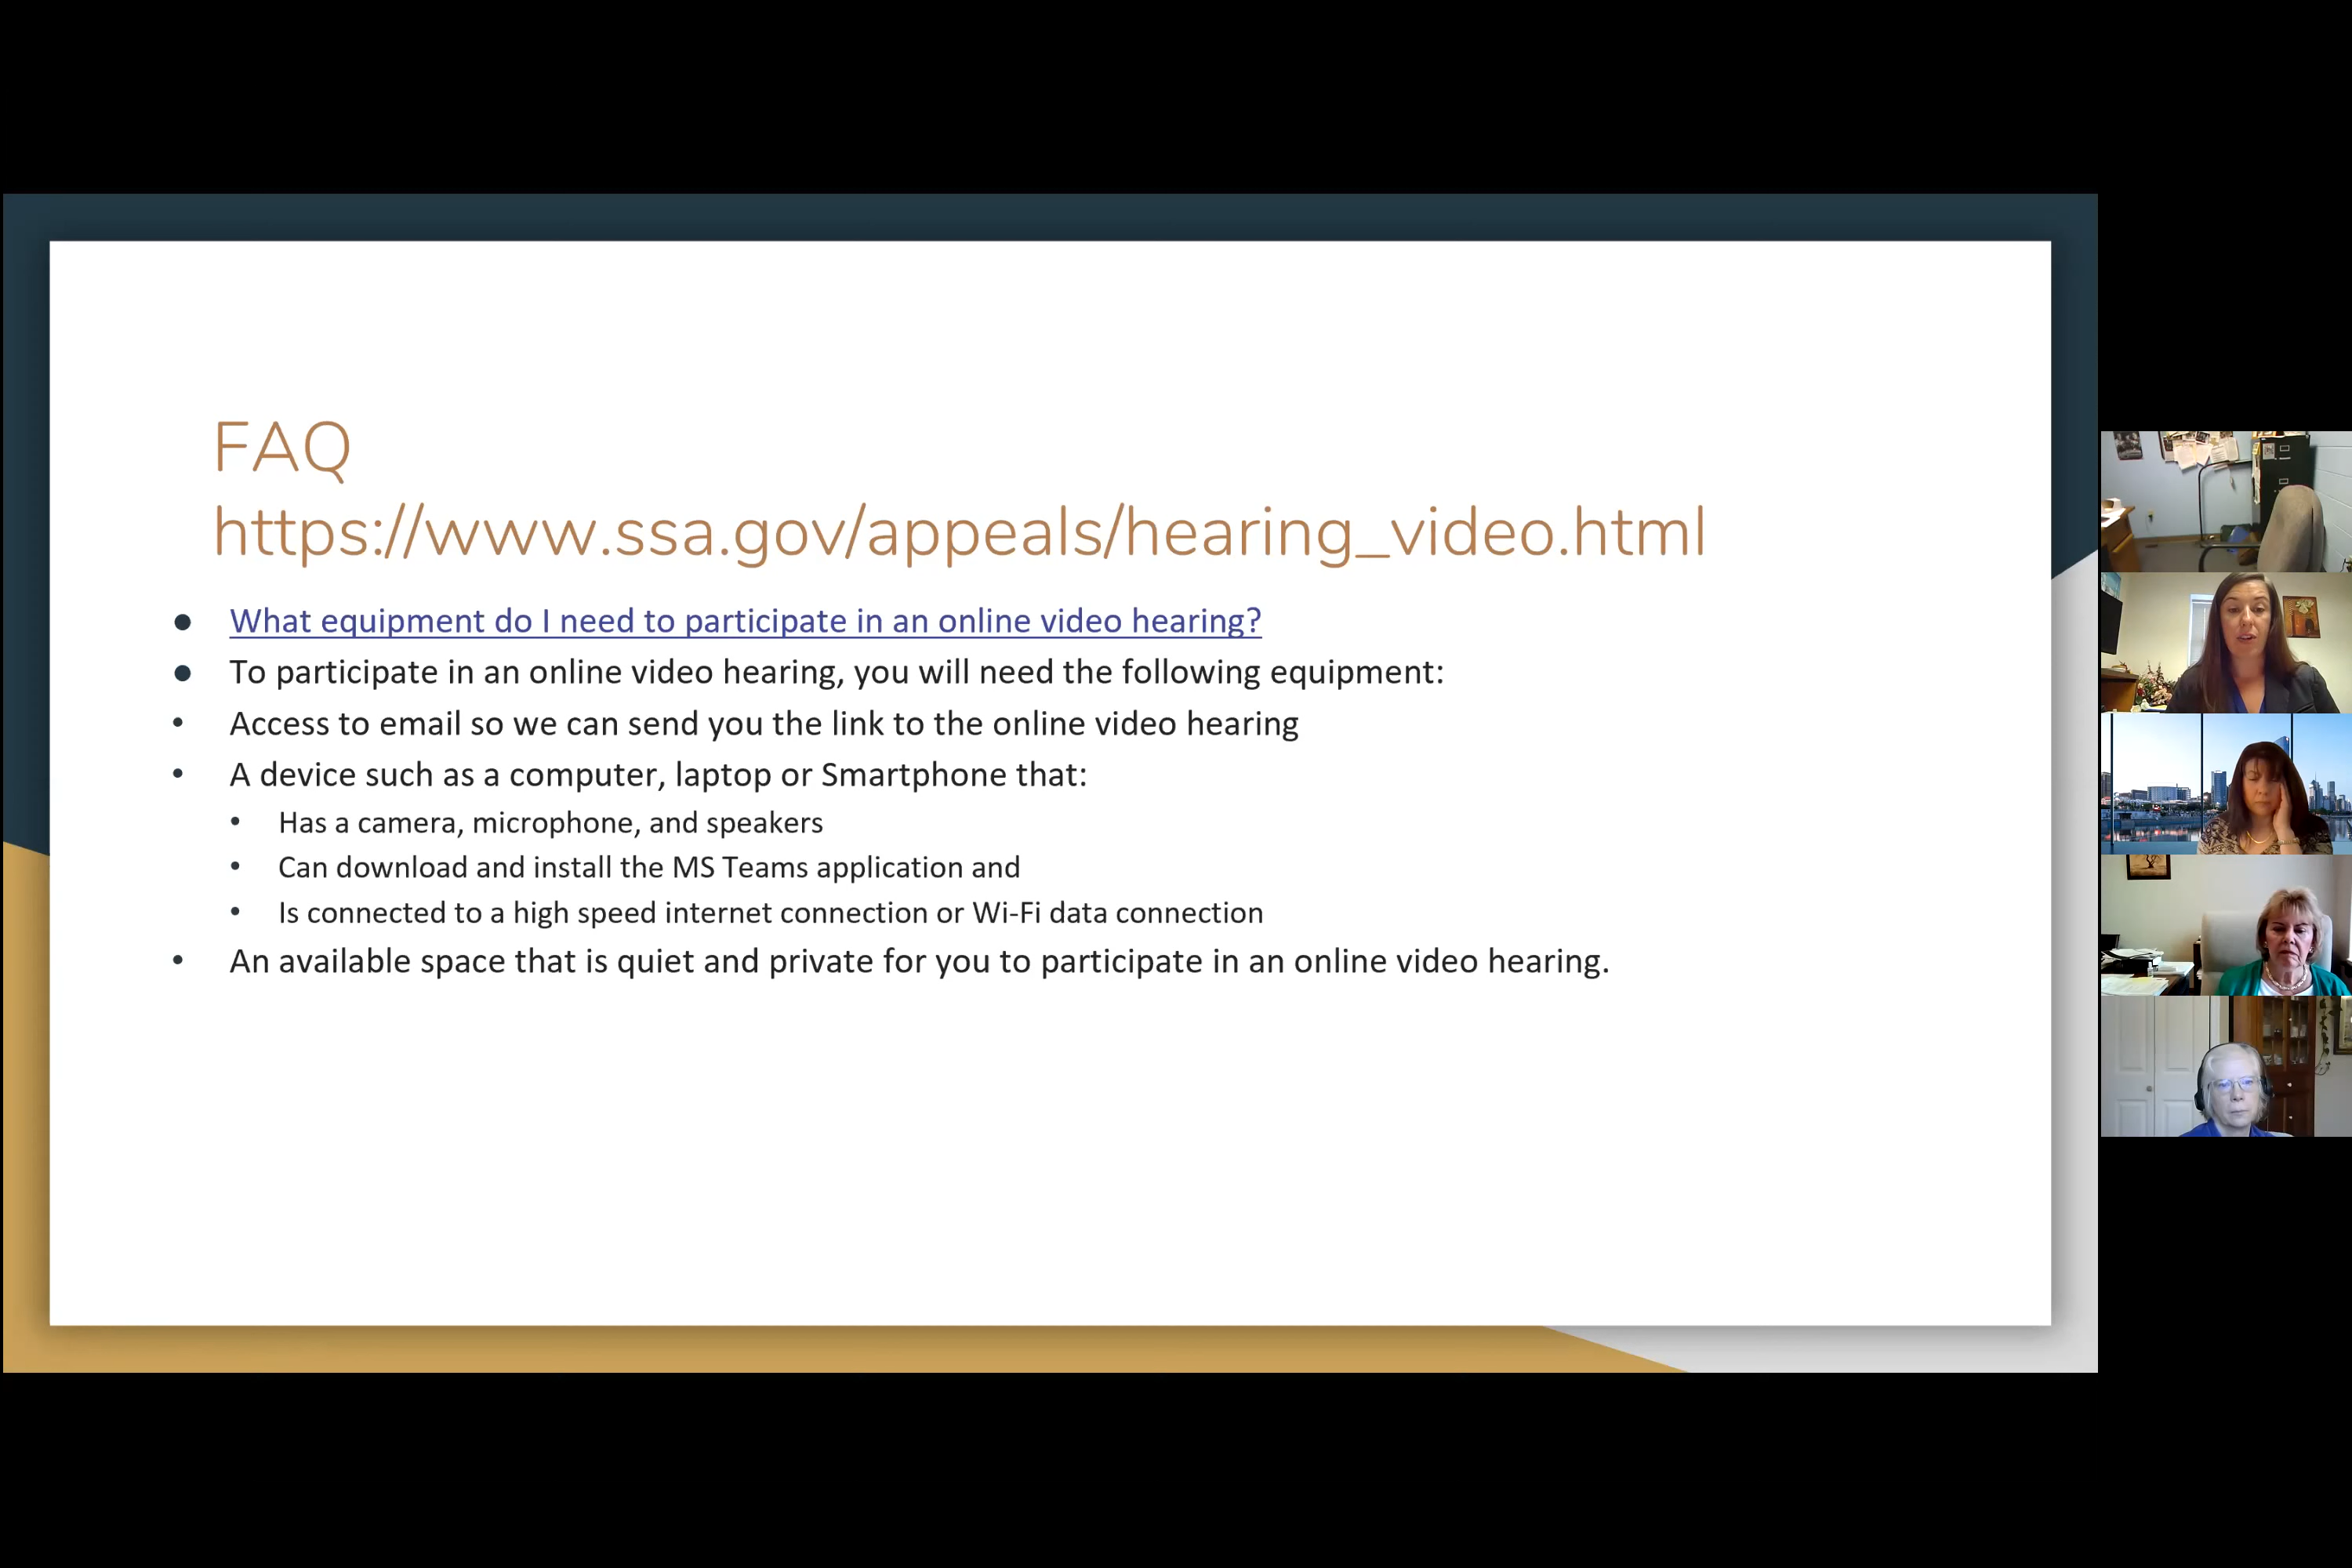 FAQ
https://www.ssa.gov/appeals/hearing_video.html
● What equipment do I need to participate in an online video hearing?
● To participate in an online video hearing, you will need the following equipment:
• Access to email so we can send you the link to the online video hearing
• A device such as a computer, laptop or Smartphone that:
• Has a camera, microphone, and speakers
• Can download and install the MS Teams application and
• Is connected to a high speed internet connection or Wi-Fi data connection
• An available space that is quiet and private for you to participate in an online video hearing.